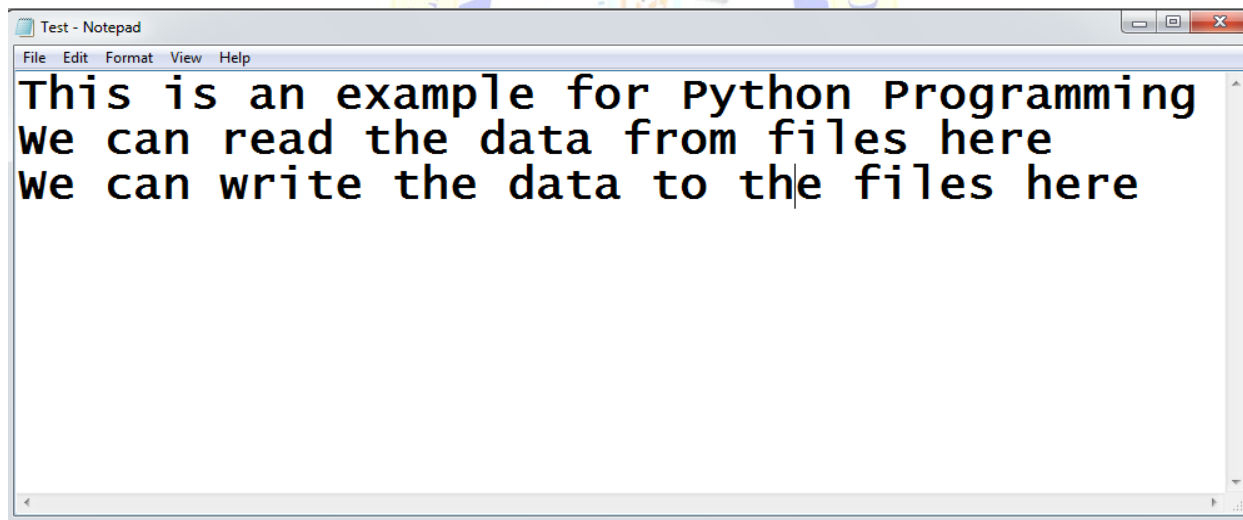 Test - Notepad
File Edit Format View Help
This is an example for Python Programming
We can read the data from files here
We can write the data to the files here